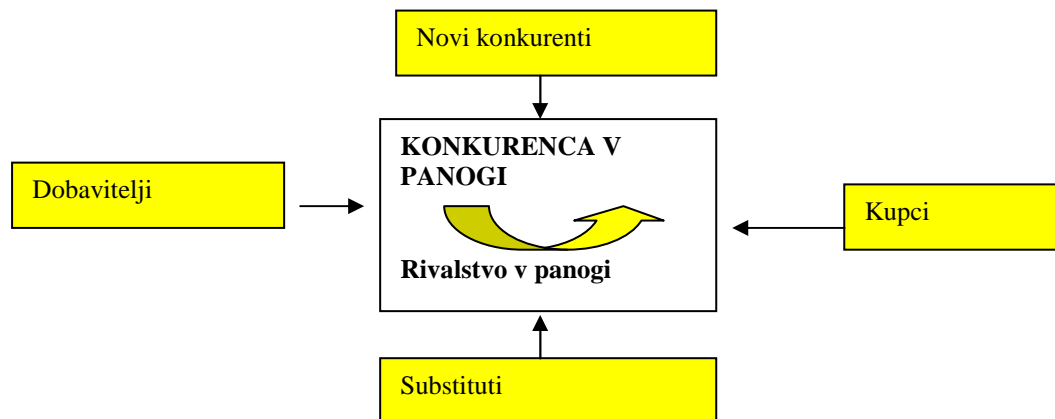 Novi konkurenti
KONKURENCA V
PANOGI
Dobavitelji
Kupci
Rivalstvo v panogi
Substituti